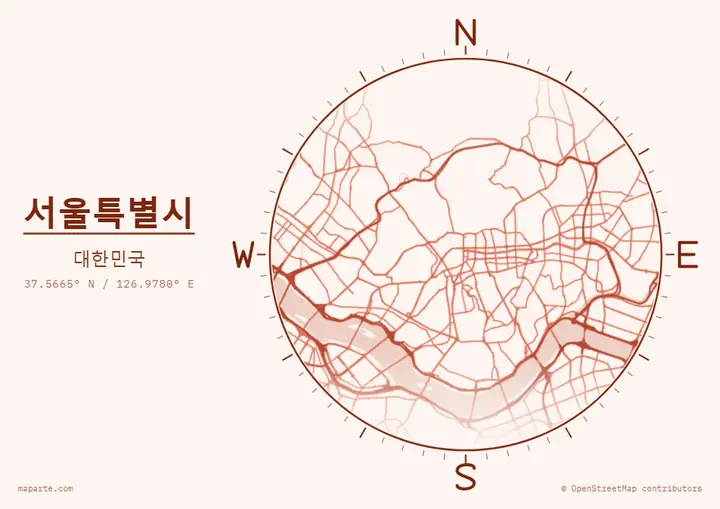 N
서울특별시
대한민국
37.5665° N / 126.9780° E
W
E
S
maparte.com
© OpenStreetMap contributors